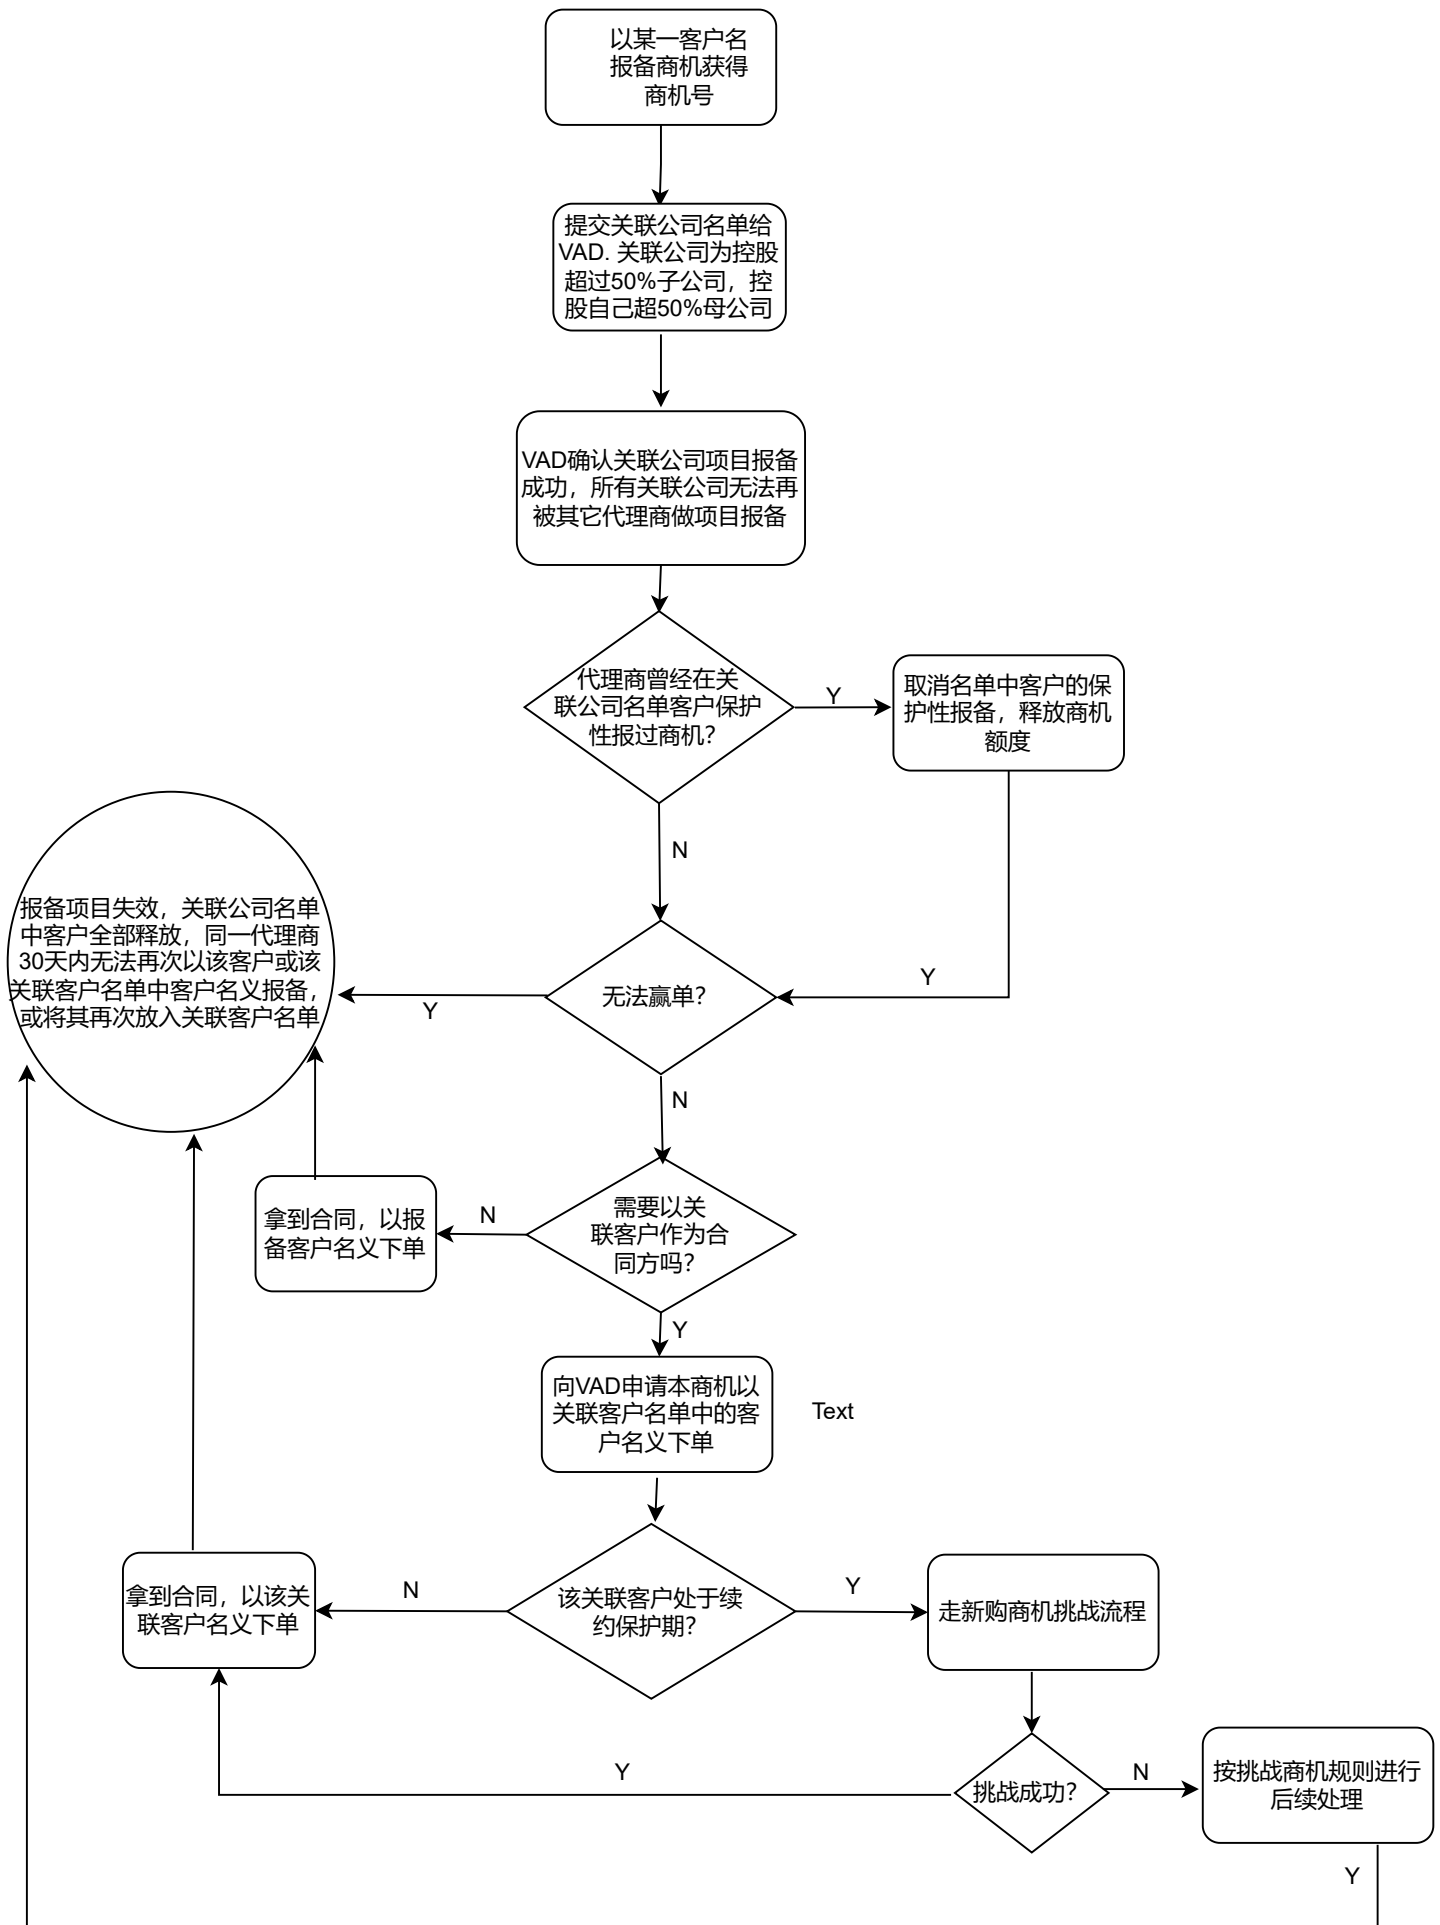 以某一客户名
报备商机获得
商机号
提交关联公司名单给
VAD. 关联公司为控股
超过50%子公司，控
股自己超50%母公司
VAD确认关联公司项目报备
成功，所有关联公司无法再
被其它代理商做项目报备
代理商曾经在关
联公司名单客户保护
性报过商机？
Y
取消名单中客户的保
护性报备，释放商机
额度
N
报备项目失效，关联公司名单
中客户全部释放，同一代理商
30天内无法再次以该客户或该
关联客户名单中客户名义报备，
或将其再次放入关联客户名单
Y
无法赢单？
Y
N
需要以关
联客户作为合
同方吗？
N
拿到合同，以报
备客户名义下单
Y
向VAD申请本商机以
关联客户名单中的客
户名义下单
Text
该关联客户处于续
约保护期？
N
拿到合同，以该关
联客户名义下单
Y
走新购商机挑战流程
挑战成功？
Y
N
按挑战商机规则进行
后续处理
Y